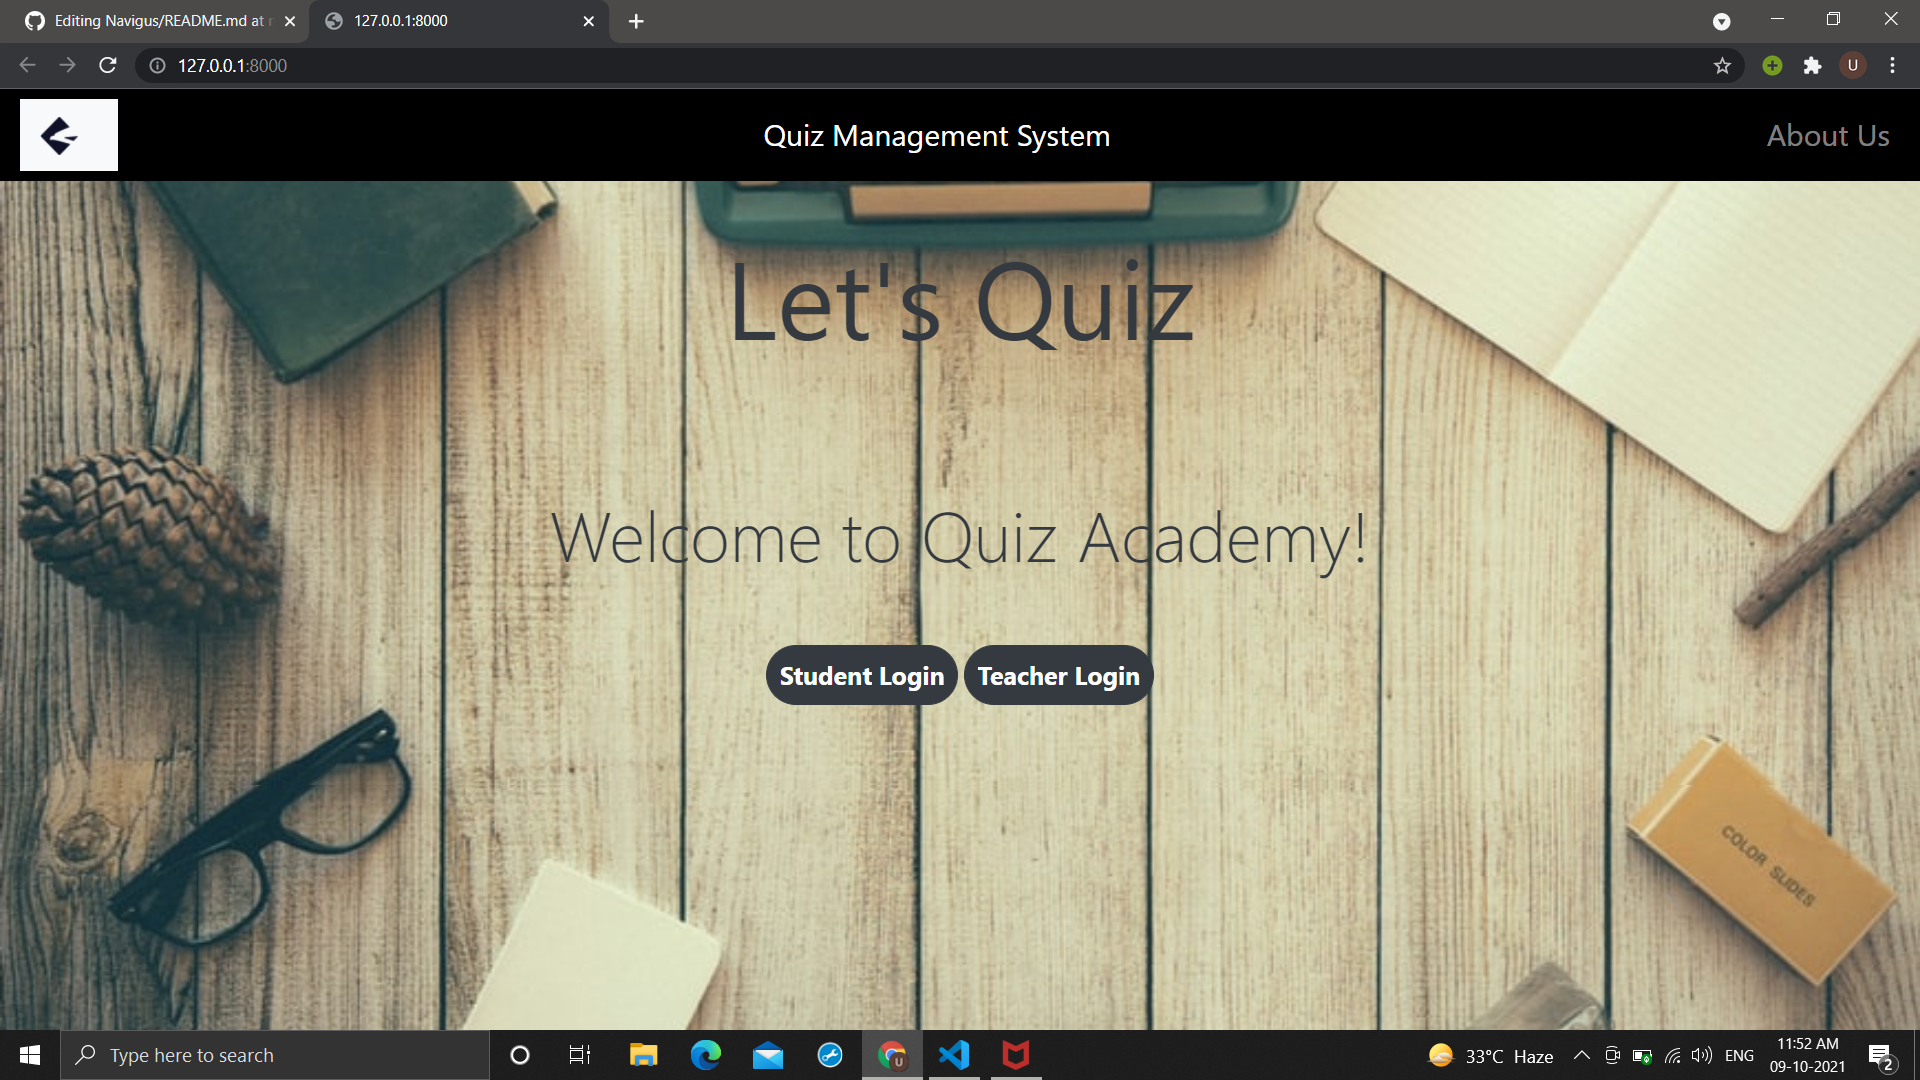 Editing Navigus/README.md at
127.0.0.1:8000
127.0.0.1:8000
U
Quiz Management System
About Us
Let's Quiz
Welcome to Quiz Academy!
Student Login
Teacher Login
COLOR SLIDES
Type here to search
U
33°C Haze
ENG
11:52 AM
09-10-2021
2